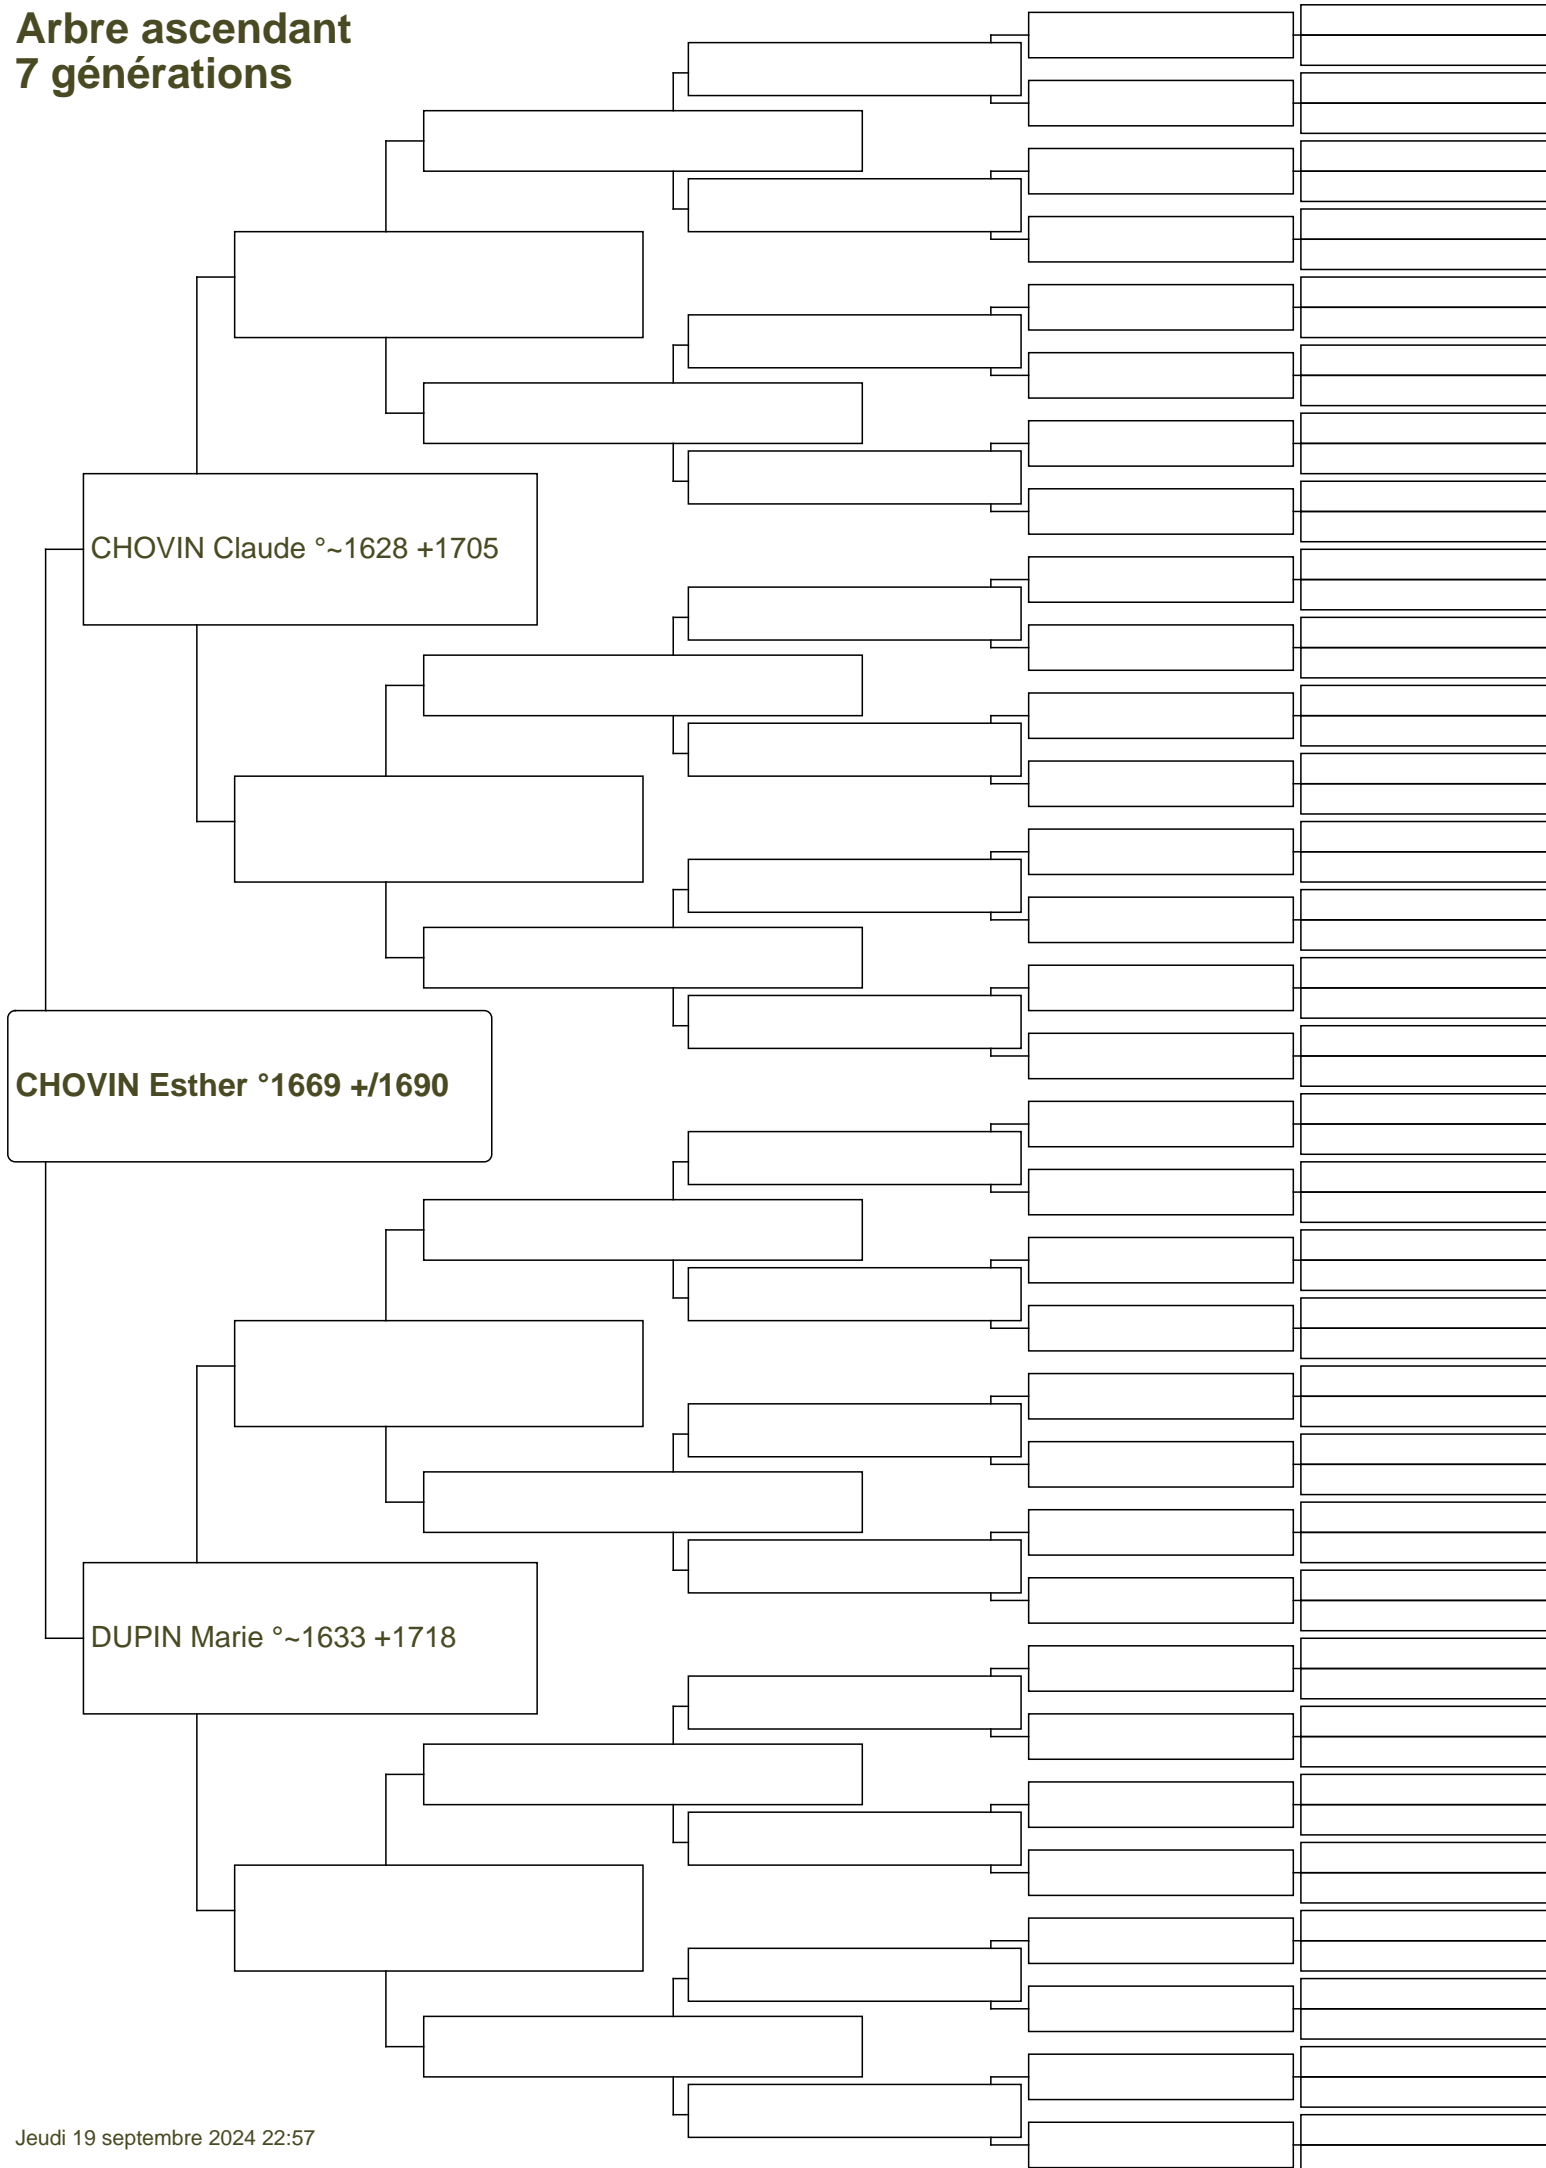 Arbre ascendant
7 générations
CHOVIN Claude °~1628 +1705
CHOVIN Esther °1669 +/1690
DUPIN Marie °~1633 +1718
Jeudi 19 septembre 2024 22:57